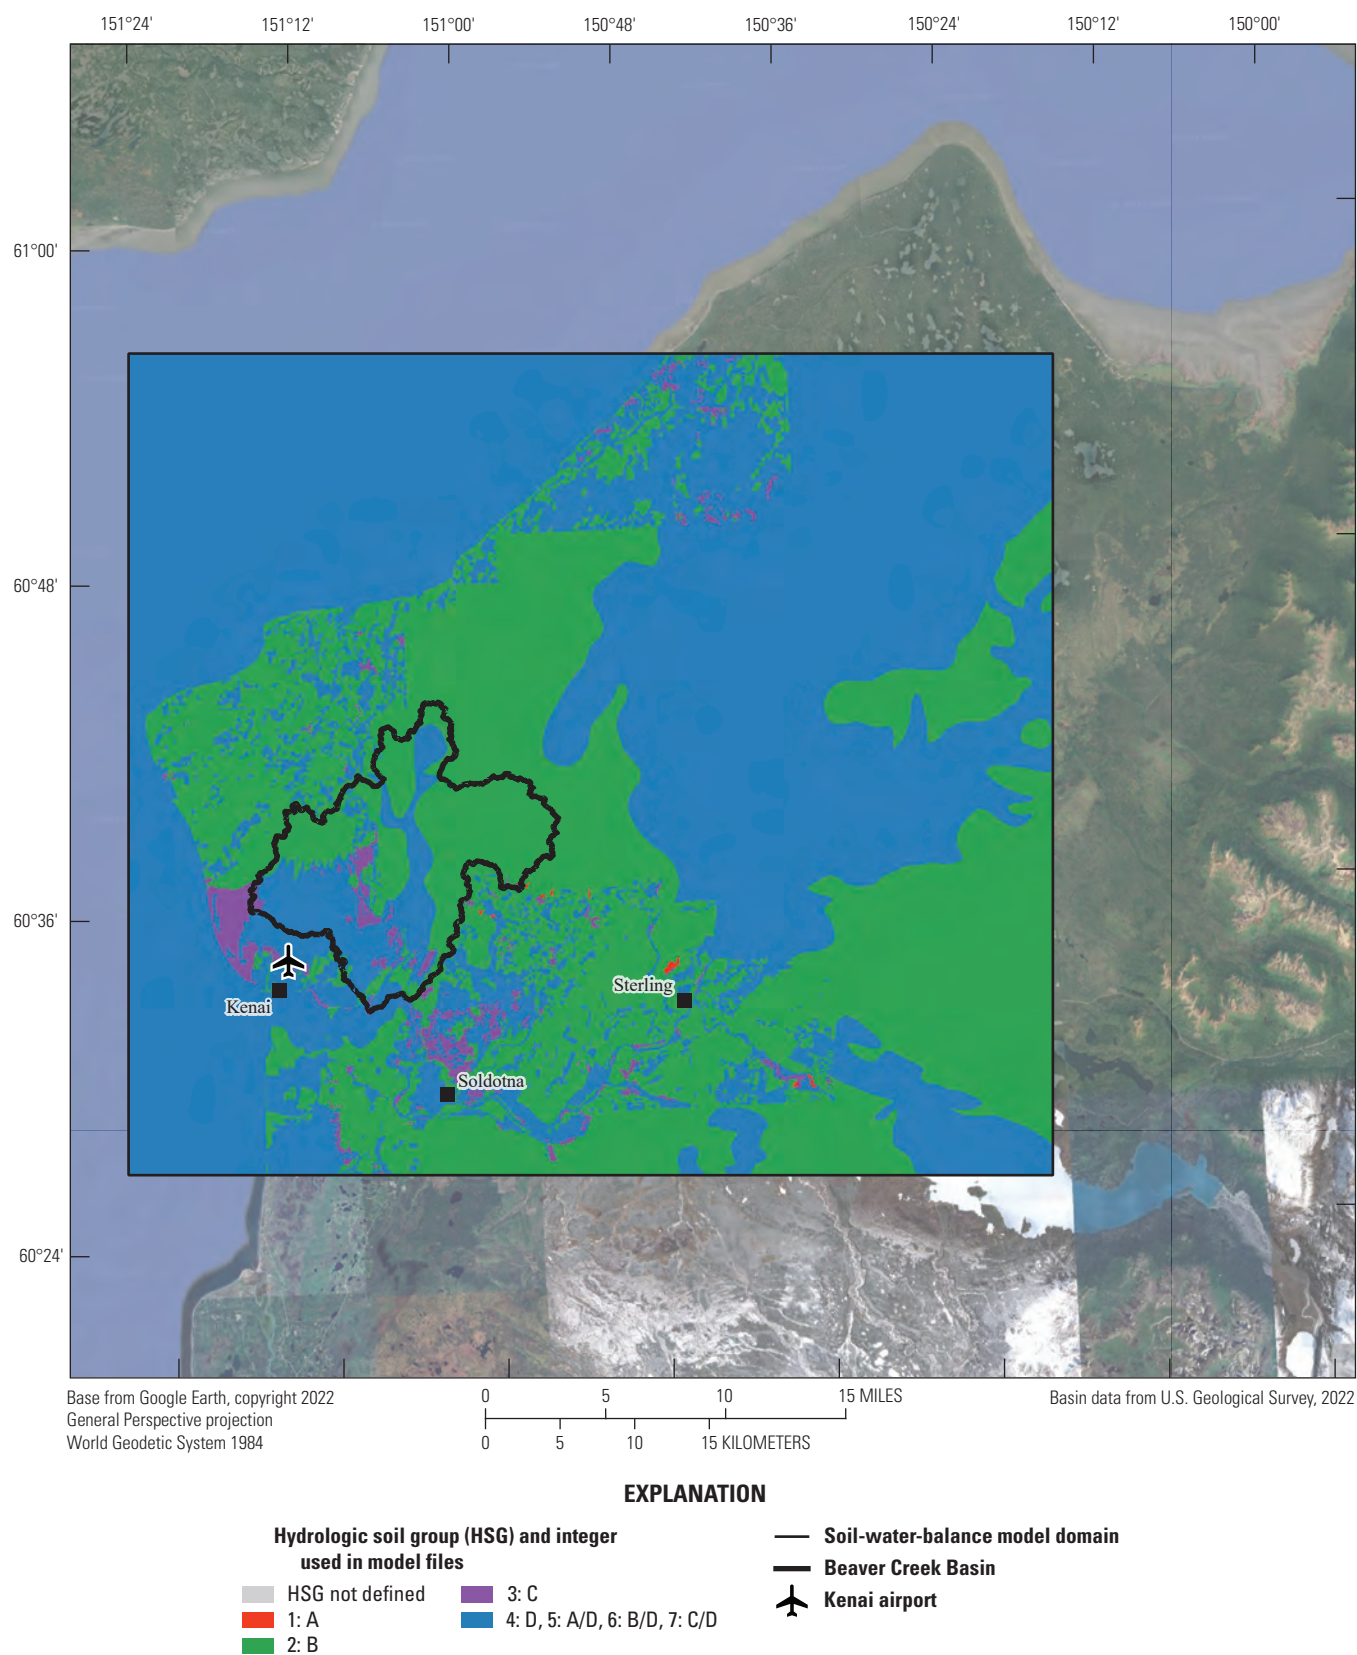 151°24' 151°12' 151°00' 150°48' 150°36' 150°24' 150°12' 150°00'
61°00'
60°48'
60°36'
Sterling
Kenai
Soldotna
60°24'
Base from Google Earth, copyright 2022
General Perspective projection
World Geodetic System 1984
0 5 10 15 MILES
0 5 10 15 KILOMETERS
Basin data from U.S. Geological Survey, 2022
EXPLANATION
Hydrologic soil group (HSG) and integer
used in model files
HSG not defined
1: A
2: B
3: C
4: D, 5: A/D, 6: B/D, 7: C/D
Soil-water-balance model domain
Beaver Creek Basin
Kenai airport